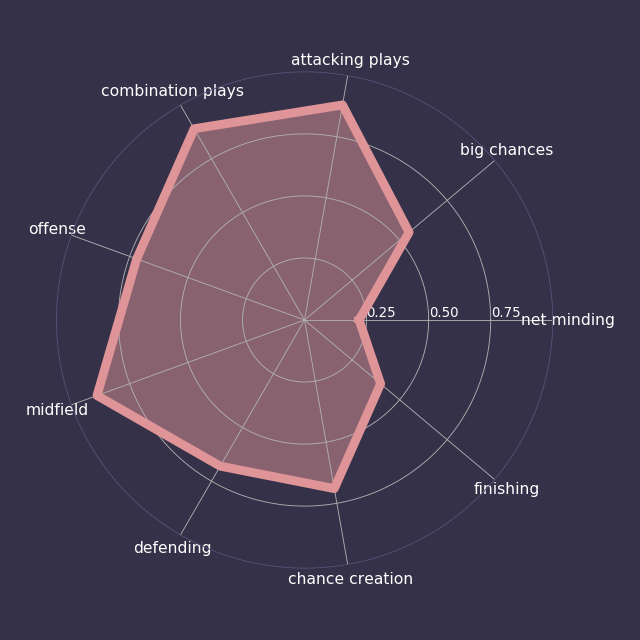 attacking plays
combination plays
big chances
offense
0.25 0.50 0.75 net minding
midfield
finishing
defending
chance creation